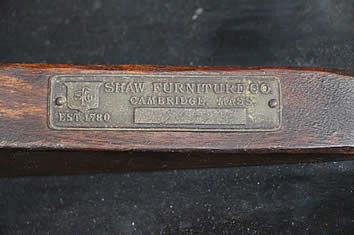 SHAW FURNITURE CO.
CAMBRIDGE, MASS.
EST 1780